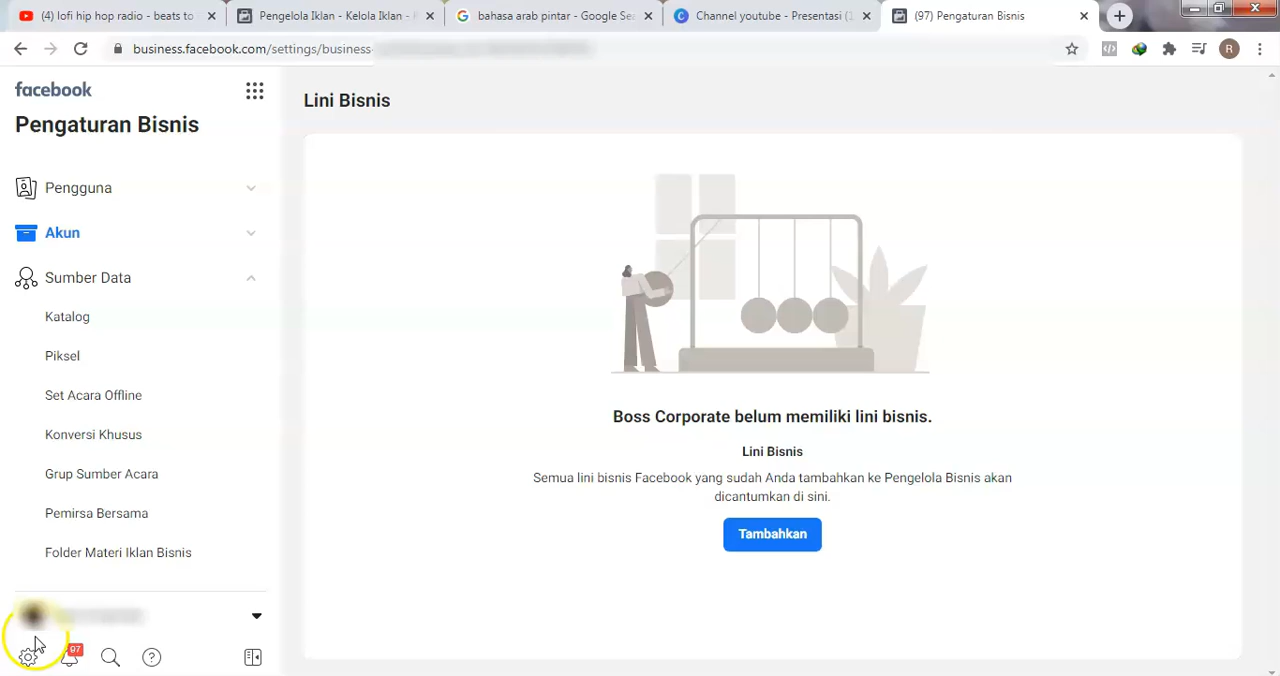 (4) lofi hip hop radio - beats to
Pengelola Iklan - Kelola Iklan -
bahasa arab pintar - Google Sea
Channel youtube - Presentasi (1
(97) Pengaturan Bisnis
business.facebook.com/settings/business-
R
facebook
Pengaturan Bisnis
Pengguna
Akun
Sumber Data
Katalog
Piksel
Set Acara Offline
Konversi Khusus
Grup Sumber Acara
Pemirsa Bersama
Folder Materi Iklan Bisnis
97
Lini Bisnis
Boss Corporate belum memiliki lini bisnis.
Lini Bisnis
Semua lini bisnis Facebook yang sudah Anda tambahkan ke Pengelola Bisnis akan
dicantumkan di sini.
Tambahkan